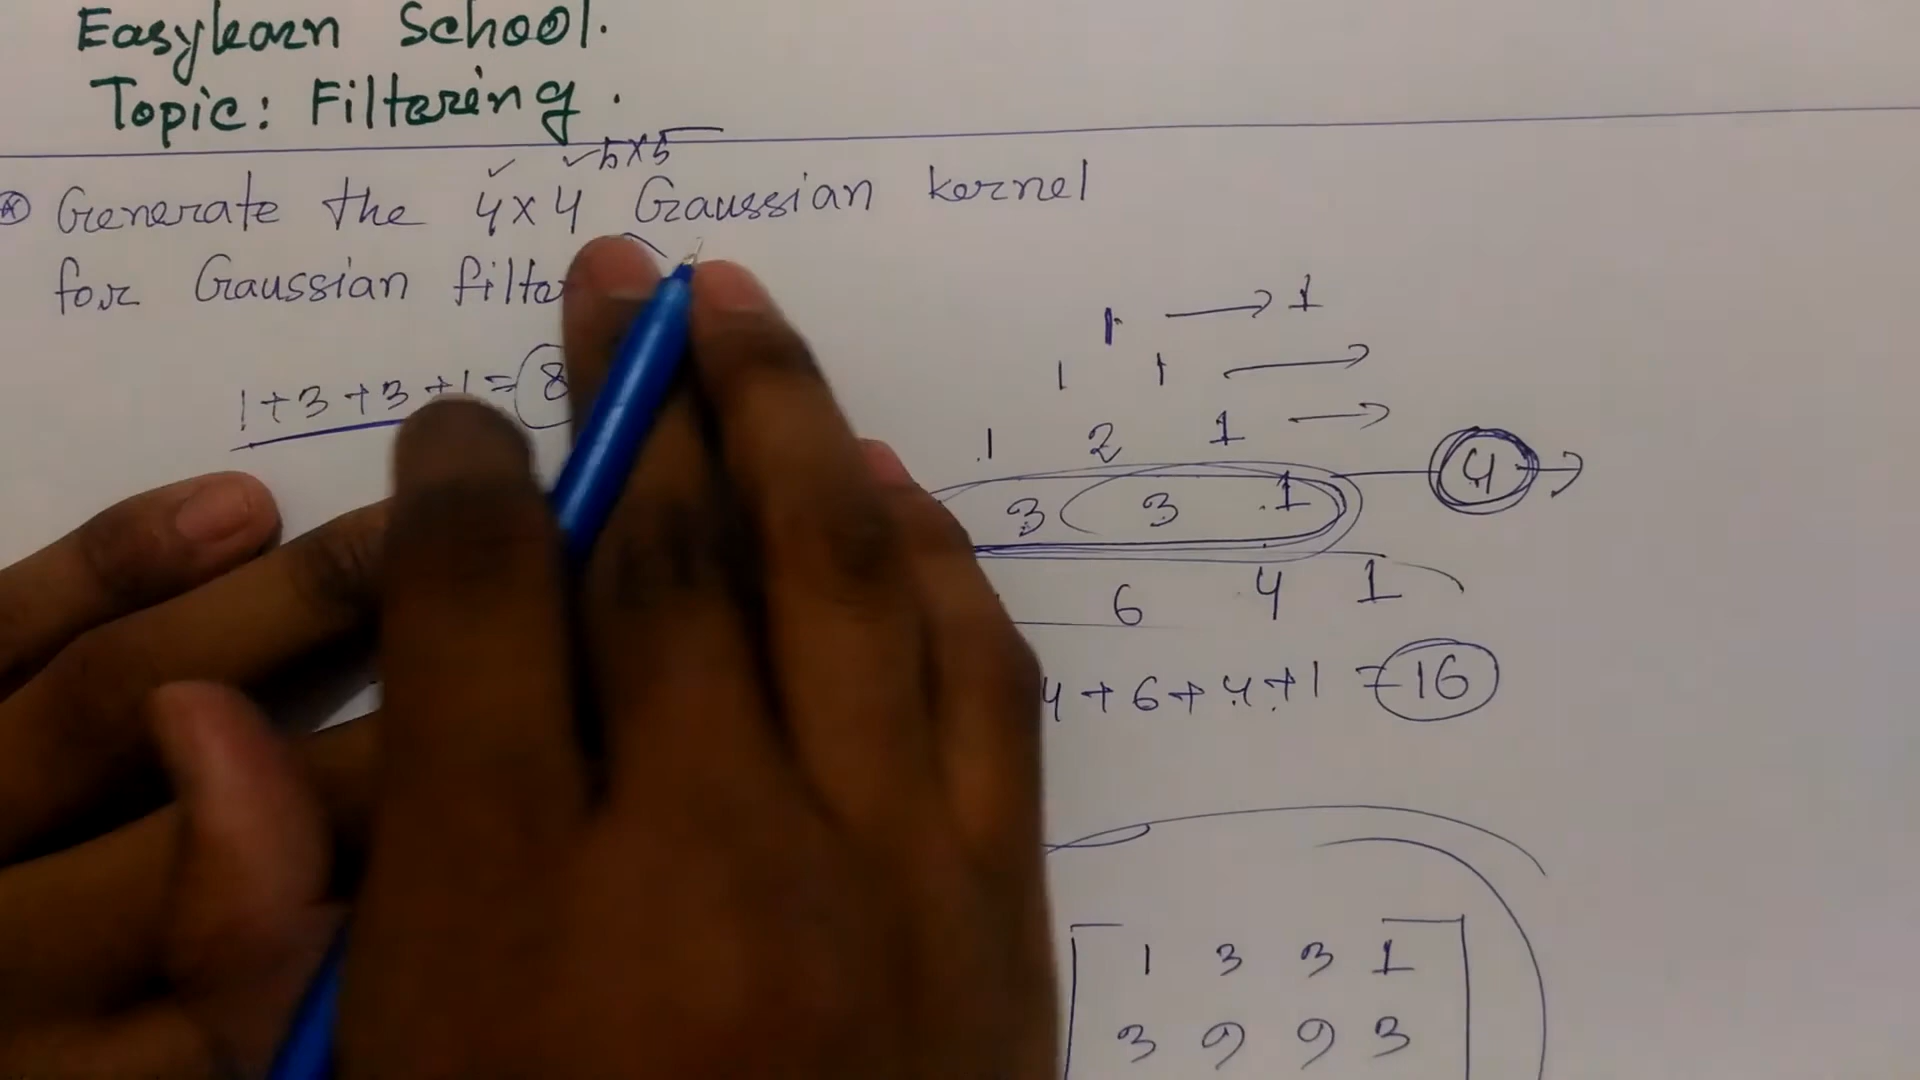 Easylearn School.
Topic: Filtering.
5x5
Generate the 4x4 Gaussian kernel
for Gaussian
1 → 1
1 1 →
1+3+3+1=8
1 2 1 →
3 3 1 4 →
6 4 1
4+6+4+1 =16
1 3 3 1
3 9 9 3